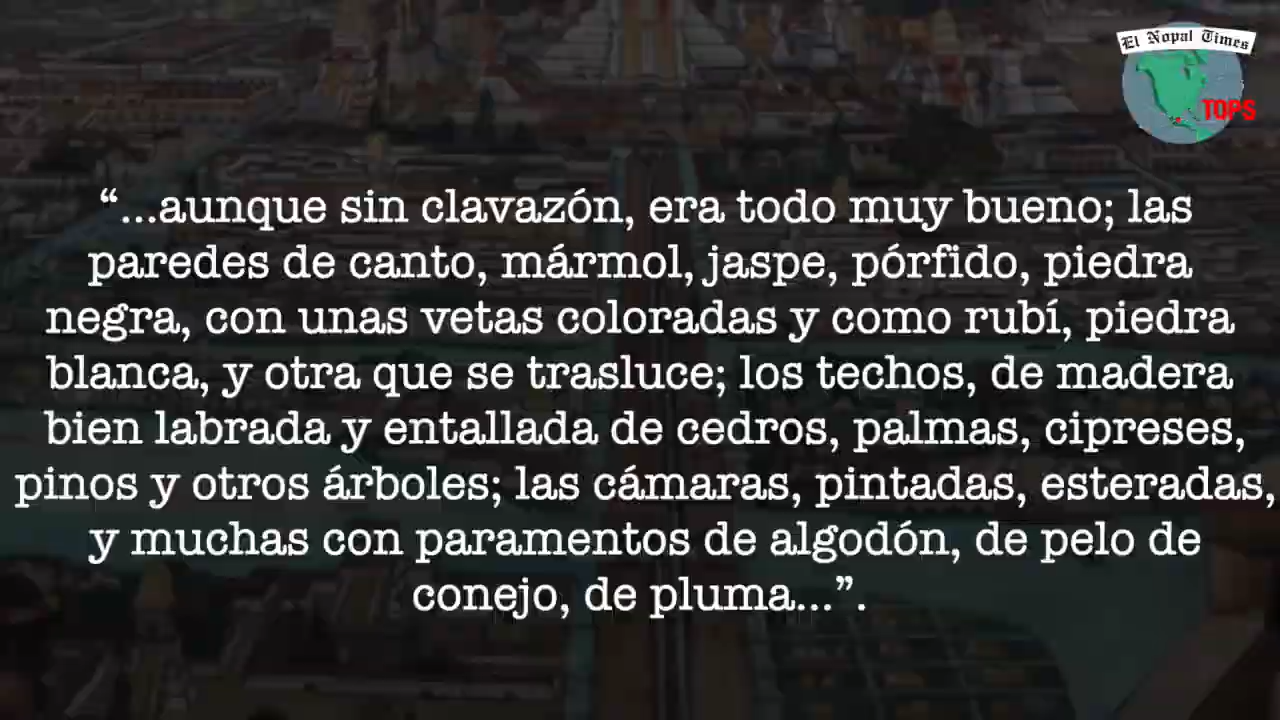 El Nopal Times
TOPS
“...aunque sin clavazón, era todo muy bueno; las
paredes de canto, mármol, jaspe, pórfido, piedra
negra, con unas vetas coloradas y como rubí, piedra
blanca, y otra que se trasluce; los techos, de madera
bien labrada y entallada de cedros, palmas, cipreses,
pinos y otros árboles; las cámaras, pintadas, esteradas,
y muchas con paramentos de algodón, de pelo de
conejo, de pluma...”.